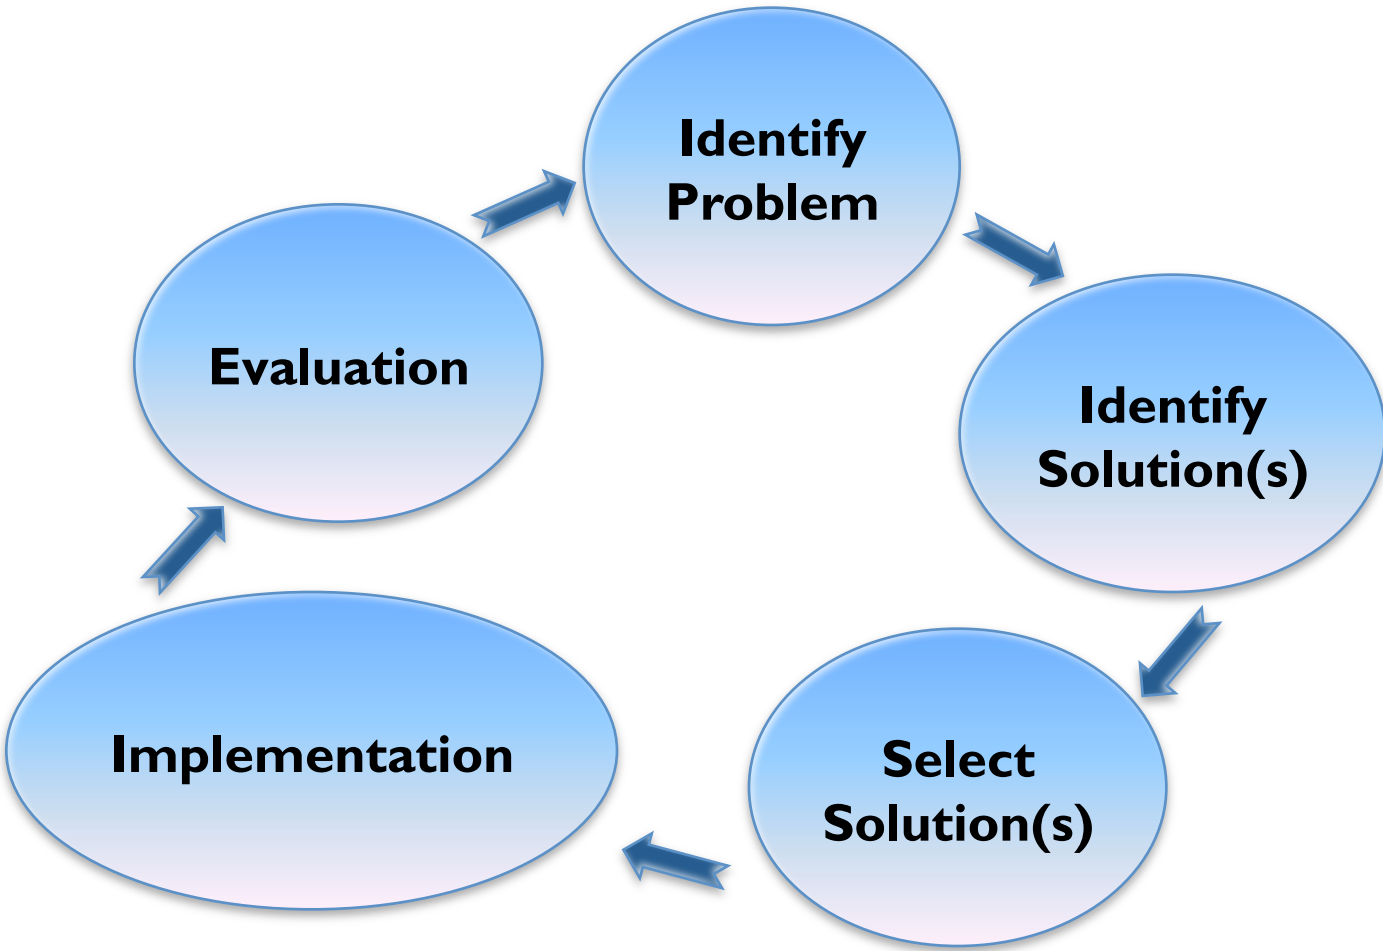 Identify
Problem
Identify
Solution(s)
Select
Solution(s)
Implementation
Evaluation